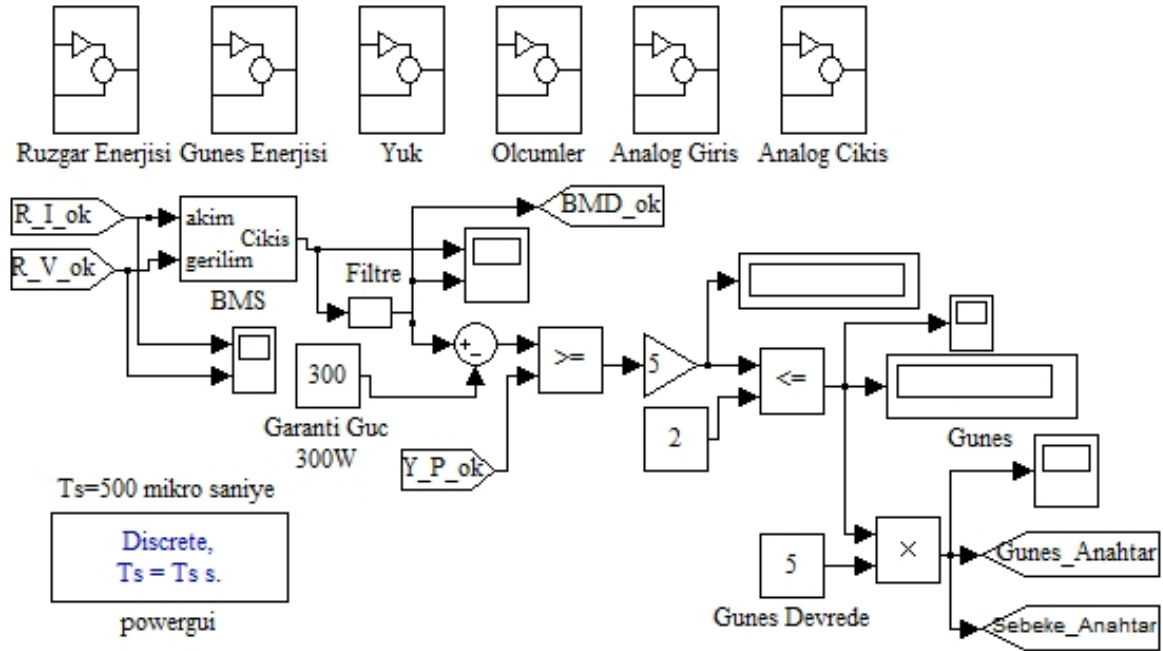 Ruzgar Enerjisi
Gunes Enerjisi
Yuk
Olcumler
Analog Giris
Analog Cikis
R_I_ok
R_V_ok
akim
gerilim
Cikis
BMS
Filtre
BMD_ok
300
Garanti Guc
300W
+
-
>=
Y_P_ok
5
2
<=
Gunes
5
Gunes Devrede
×
Gunes_Anahtar
Sebeke_Anahtar
Ts=500 mikro saniye
Discrete,
Ts = Ts s.
powergui